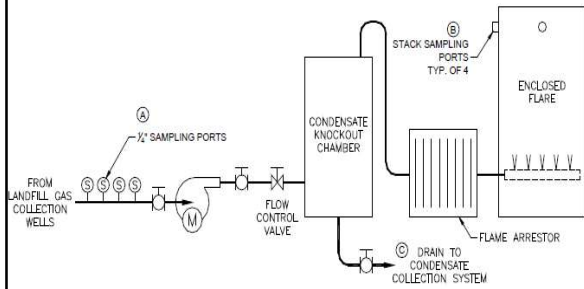 B
STACK SAMPLING
PORTS
TYP. OF 4
ENCLOSED
FLARE
CONDENSATE
KNOCKOUT
CHAMBER
A
¼" SAMPLING PORTS
FROM
LANDFILL GAS
COLLECTION
WELLS
S S S S
M
FLOW
CONTROL
VALVE
FLAME ARRESTOR
C DRAIN TO
CONDENSATE
COLLECTION SYSTEM